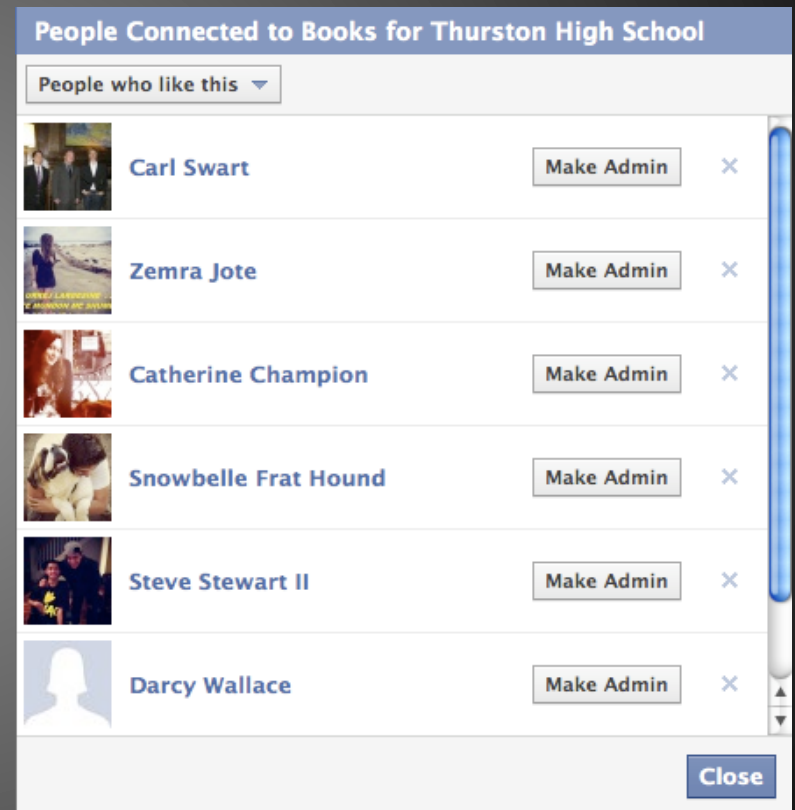 People Connected to Books for Thurston High School
People who like this
Carl Swart
Make Admin
×
Zemra Jote
Make Admin
×
Catherine Champion
Make Admin
×
Snowbelle Frat Hound
Make Admin
×
Steve Stewart II
Make Admin
×
Darcy Wallace
Make Admin
×
Close